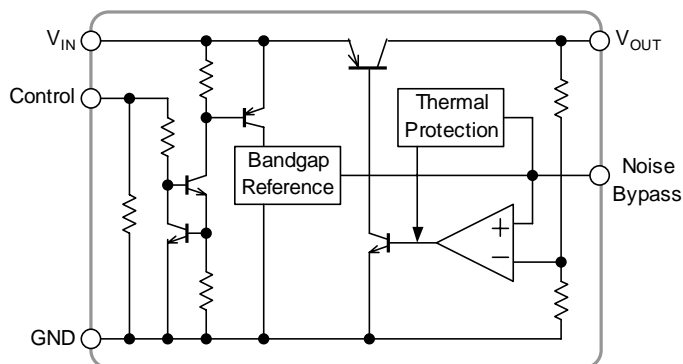 V_IN
V_OUT
Control
Thermal
Protection
Bandgap
Reference
Noise
Bypass
+
−
GND